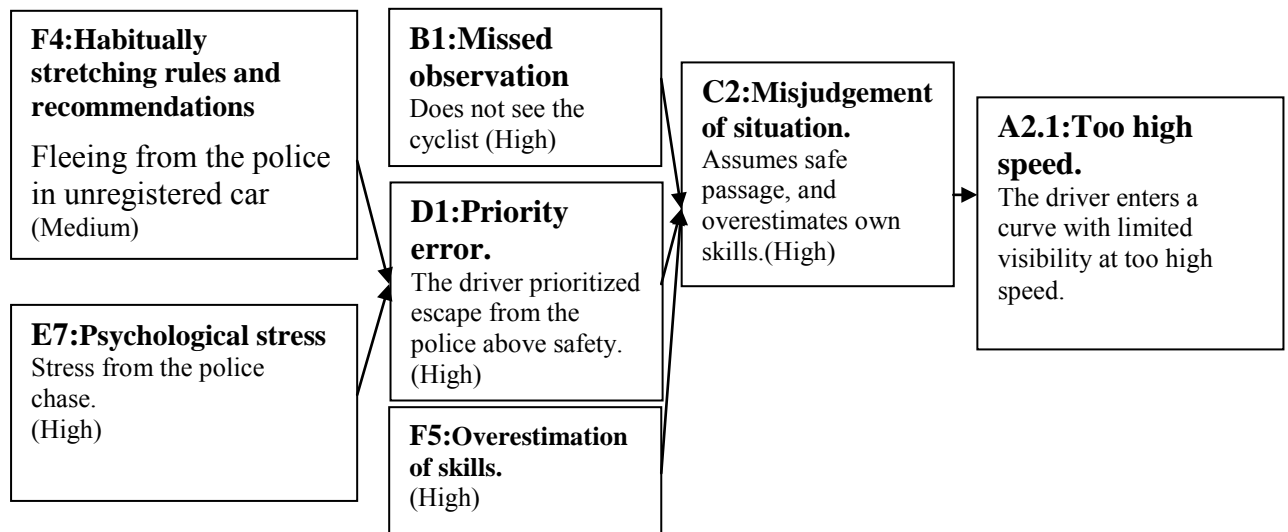 F4:Habitually
stretching rules and
recommendations
Fleeing from the police
in unregistered car
(Medium)
E7:Psychological stress
Stress from the police
chase.
(High)
B1:Missed
observation
Does not see the
cyclist (High)
D1:Priority
error.
The driver prioritized
escape from the
police above safety.
(High)
F5:Overestimation
of skills.
(High)
C2:Misjudgement
of situation.
Assumes safe
passage, and
overestimates own
skills.(High)
A2.1:Too high
speed.
The driver enters a
curve with limited
visibility at too high
speed.